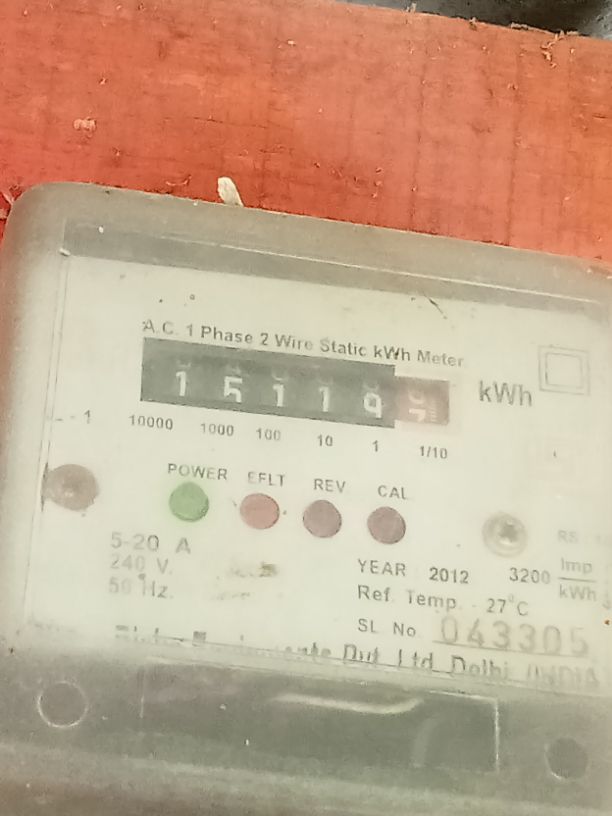 A.C. 1 Phase 2 Wire Static kWh Meter
1 5 1 1 9 7 kWh
10000 1000 100 10 1 1/10
POWER EFLT REV CAL
5-20 A
240 V.
50 Hz.
YEAR 2012 3200 Imp/kWh
Ref. Temp. - 27°C
SL No. 043305
Pvt. Ltd. Delhi (INDIA)